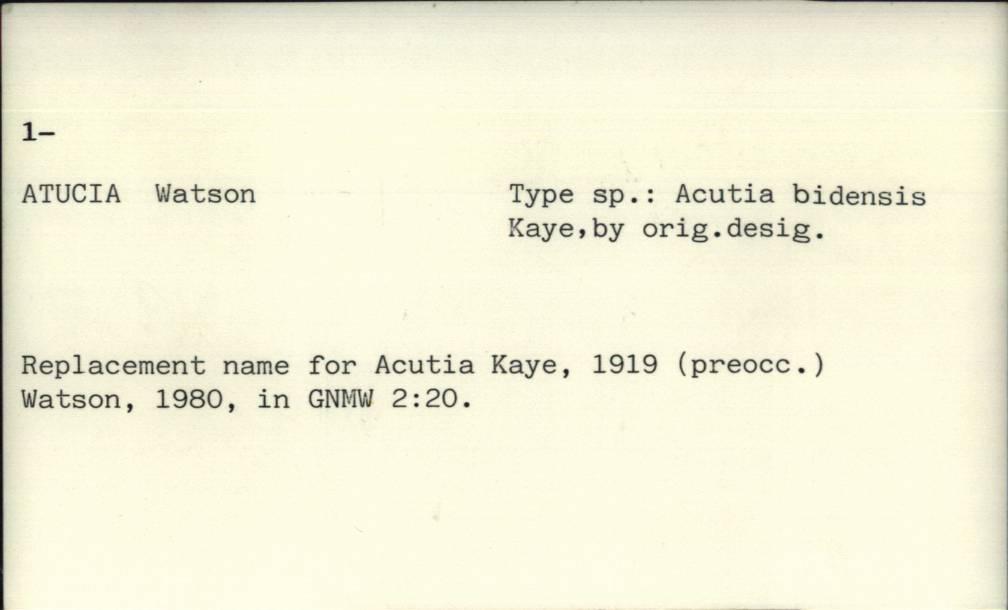 1-
ATUCIA Watson
Type sp.: Acutia bidensis
Kaye,by orig.desig.
Replacement name for Acutia Kaye, 1919 (preocc.)
Watson, 1980, in GNMW 2:20.